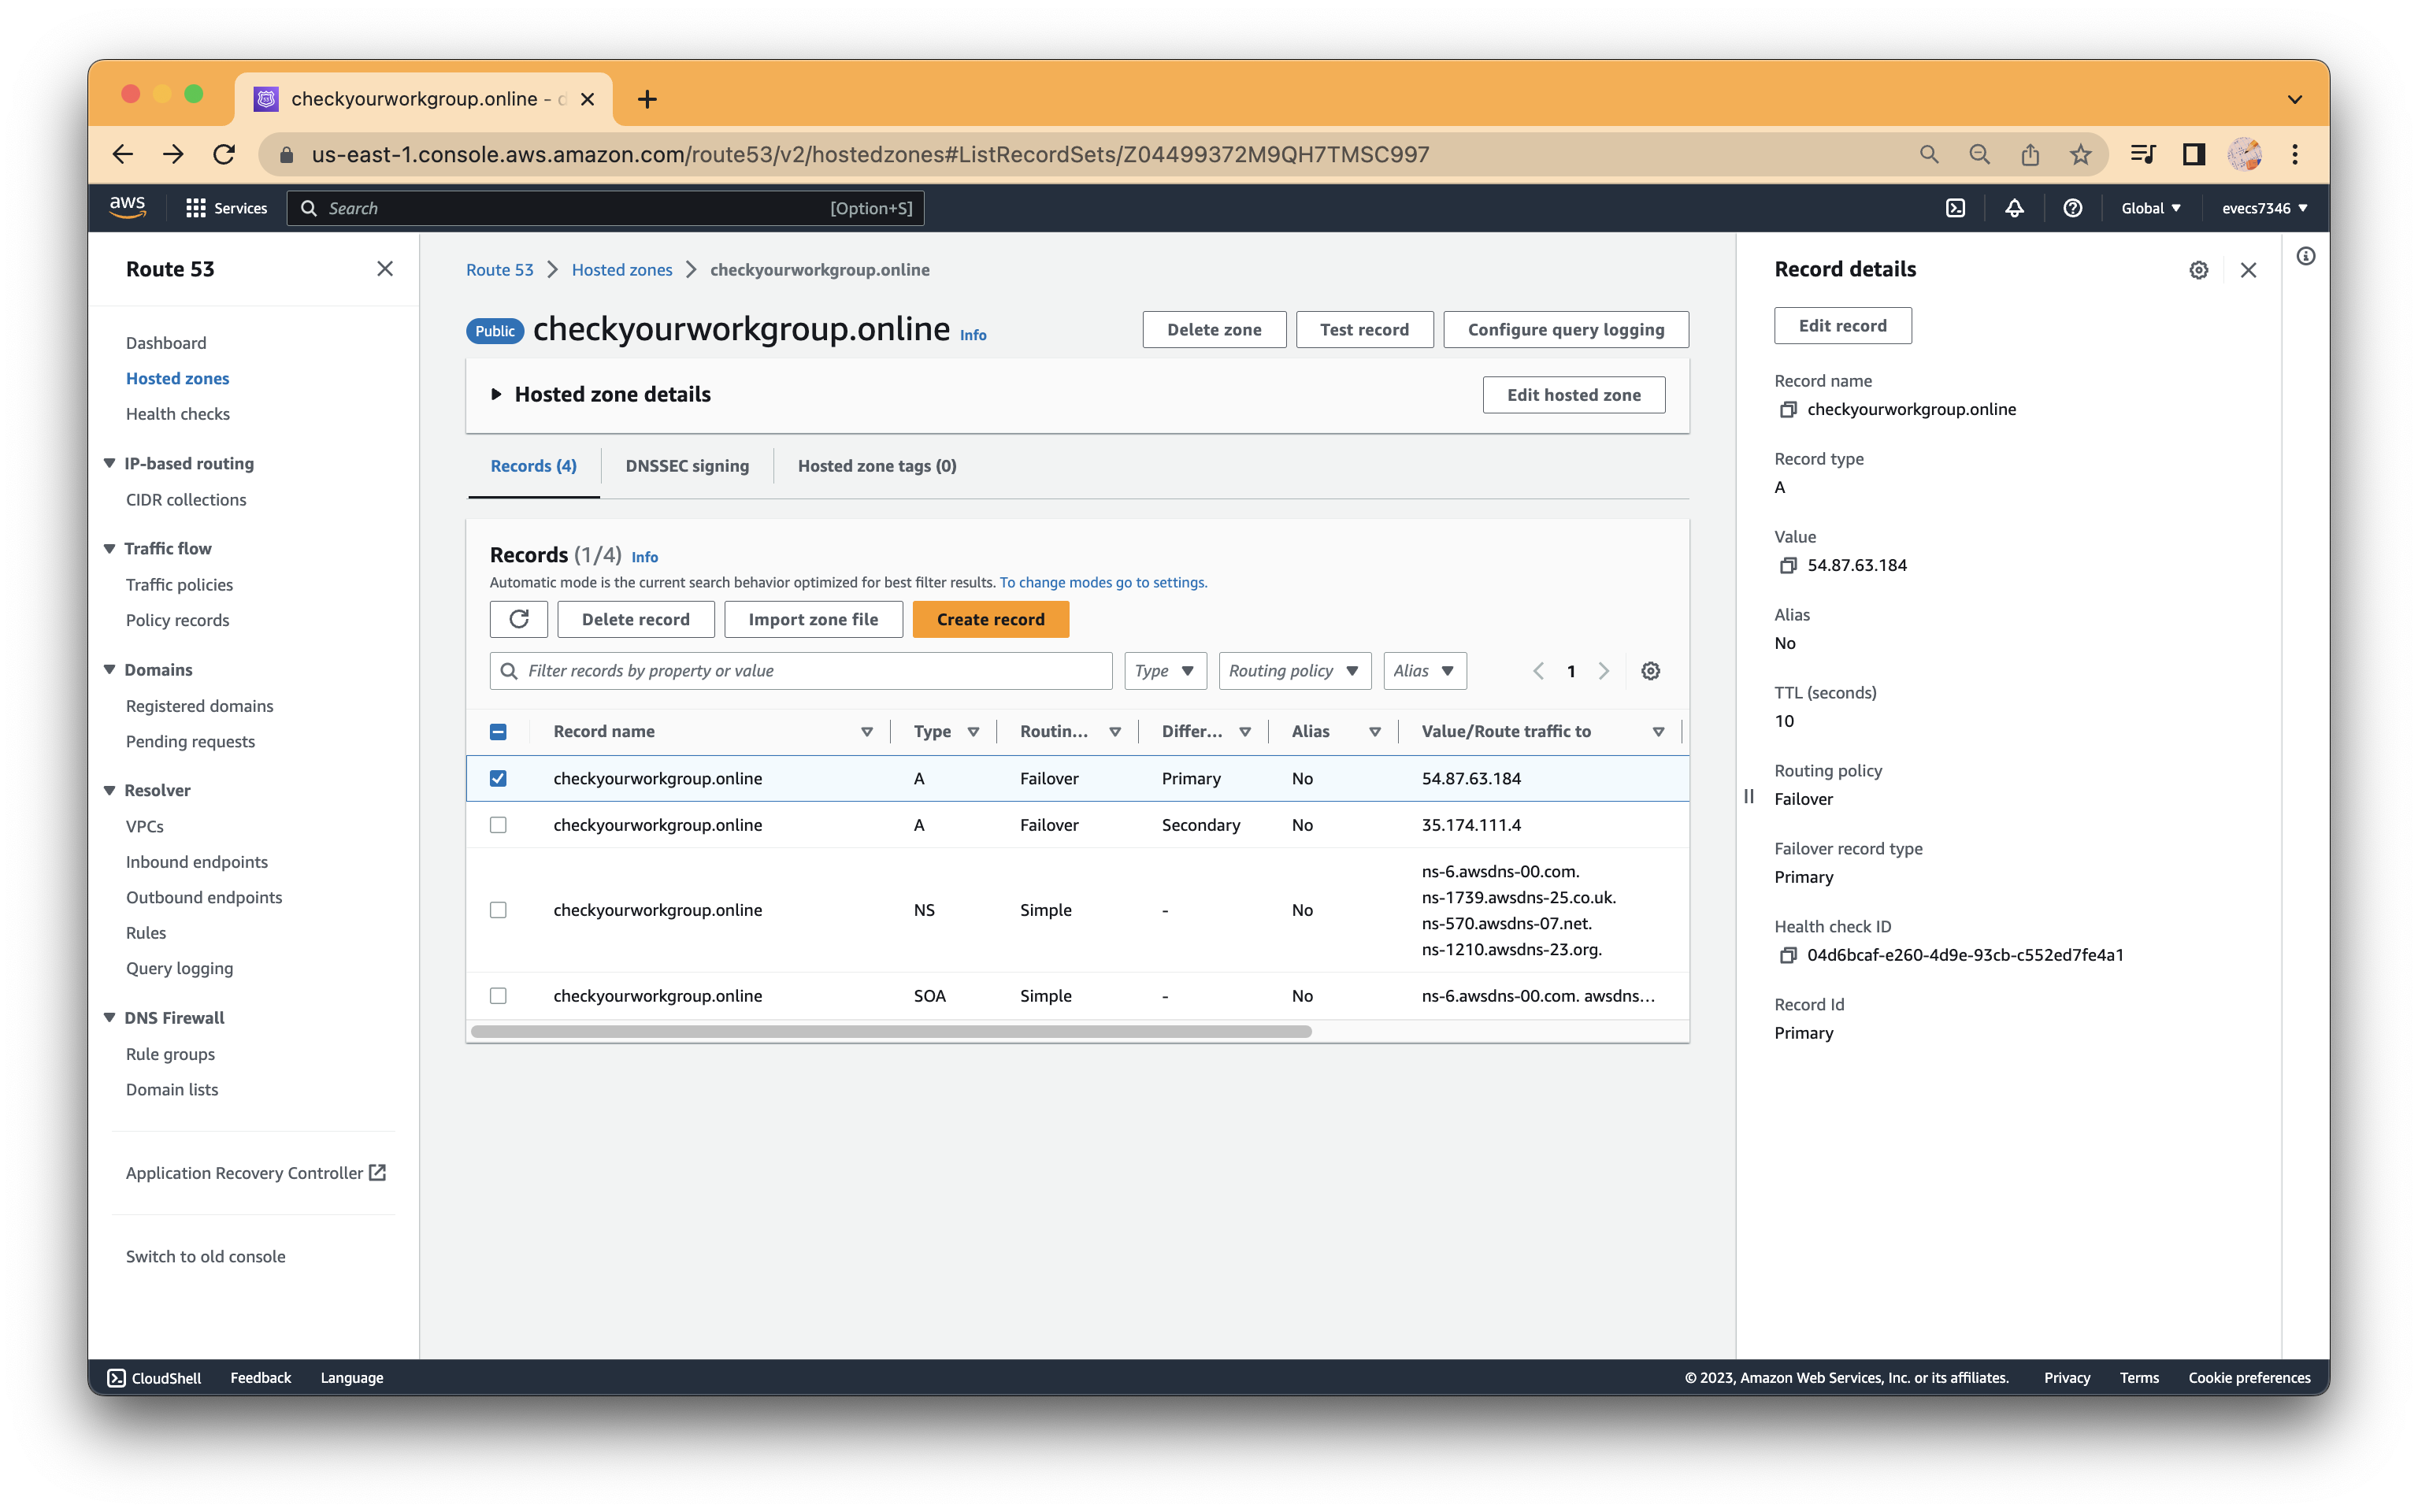 checkyourworkgroup.online -
us-east-1.console.aws.amazon.com/route53/v2/hostedzones#ListRecordSets/Z04499372M9QH7TMSC997
aws
Services
Search
[Option+S]
Global
evecs7346
Route 53
Dashboard
Hosted zones
Health checks
IP-based routing
CIDR collections
Traffic flow
Traffic policies
Policy records
Domains
Registered domains
Pending requests
Resolver
VPCs
Inbound endpoints
Outbound endpoints
Rules
Query logging
DNS Firewall
Rule groups
Domain lists
Application Recovery Controller
Switch to old console
Route 53 > Hosted zones > checkyourworkgroup.online
Public checkyourworkgroup.online Info
Delete zone
Test record
Configure query logging
Hosted zone details
Edit hosted zone
Records (4)
DNSSEC signing
Hosted zone tags (0)
Records (1/4) Info
Automatic mode is the current search behavior optimized for best filter results. To change modes go to settings.
Delete record
Import zone file
Create record
Filter records by property or value
Type
Routing policy
Alias
1
Record name Type Routin... Differ... Alias Value/Route traffic to
checkyourworkgroup.online A Failover Primary No 54.87.63.184
checkyourworkgroup.online A Failover Secondary No 35.174.111.4
checkyourworkgroup.online NS Simple - No
ns-6.awsdns-00.com.
ns-1739.awsdns-25.co.uk.
ns-570.awsdns-07.net.
ns-1210.awsdns-23.org.
checkyourworkgroup.online SOA Simple - No ns-6.awsdns-00.com. awsdns...
Record details
Edit record
Record name
checkyourworkgroup.online
Record type
A
Value
54.87.63.184
Alias
No
TTL (seconds)
10
Routing policy
Failover
Failover record type
Primary
Health check ID
04d6bcaf-e260-4d9e-93cb-c552ed7fe4a1
Record Id
Primary
CloudShell
Feedback
Language
© 2023, Amazon Web Services, Inc. or its affiliates.
Privacy
Terms
Cookie preferences